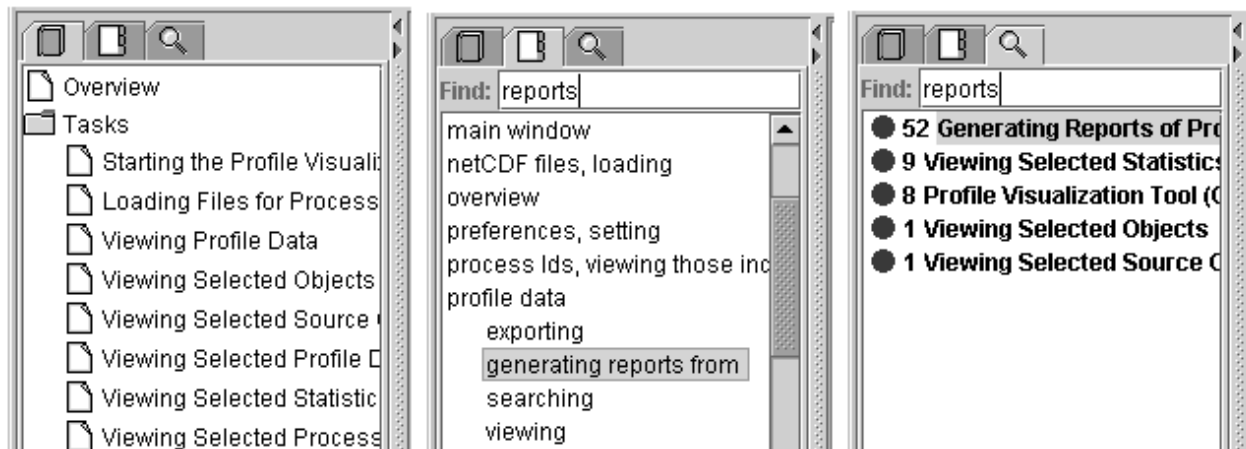 Overview
Tasks
Starting the Profile Visuali
Loading Files for Process
Viewing Profile Data
Viewing Selected Objects
Viewing Selected Source
Viewing Selected Profile D
Viewing Selected Statistic
Viewing Selected Process
Find: reports
main window
netCDF files, loading
overview
preferences, setting
process Ids, viewing those inc
profile data
exporting
generating reports from
searching
viewing
Find: reports
52 Generating Reports of Pro
9 Viewing Selected Statistics
8 Profile Visualization Tool (C
1 Viewing Selected Objects
1 Viewing Selected Source C